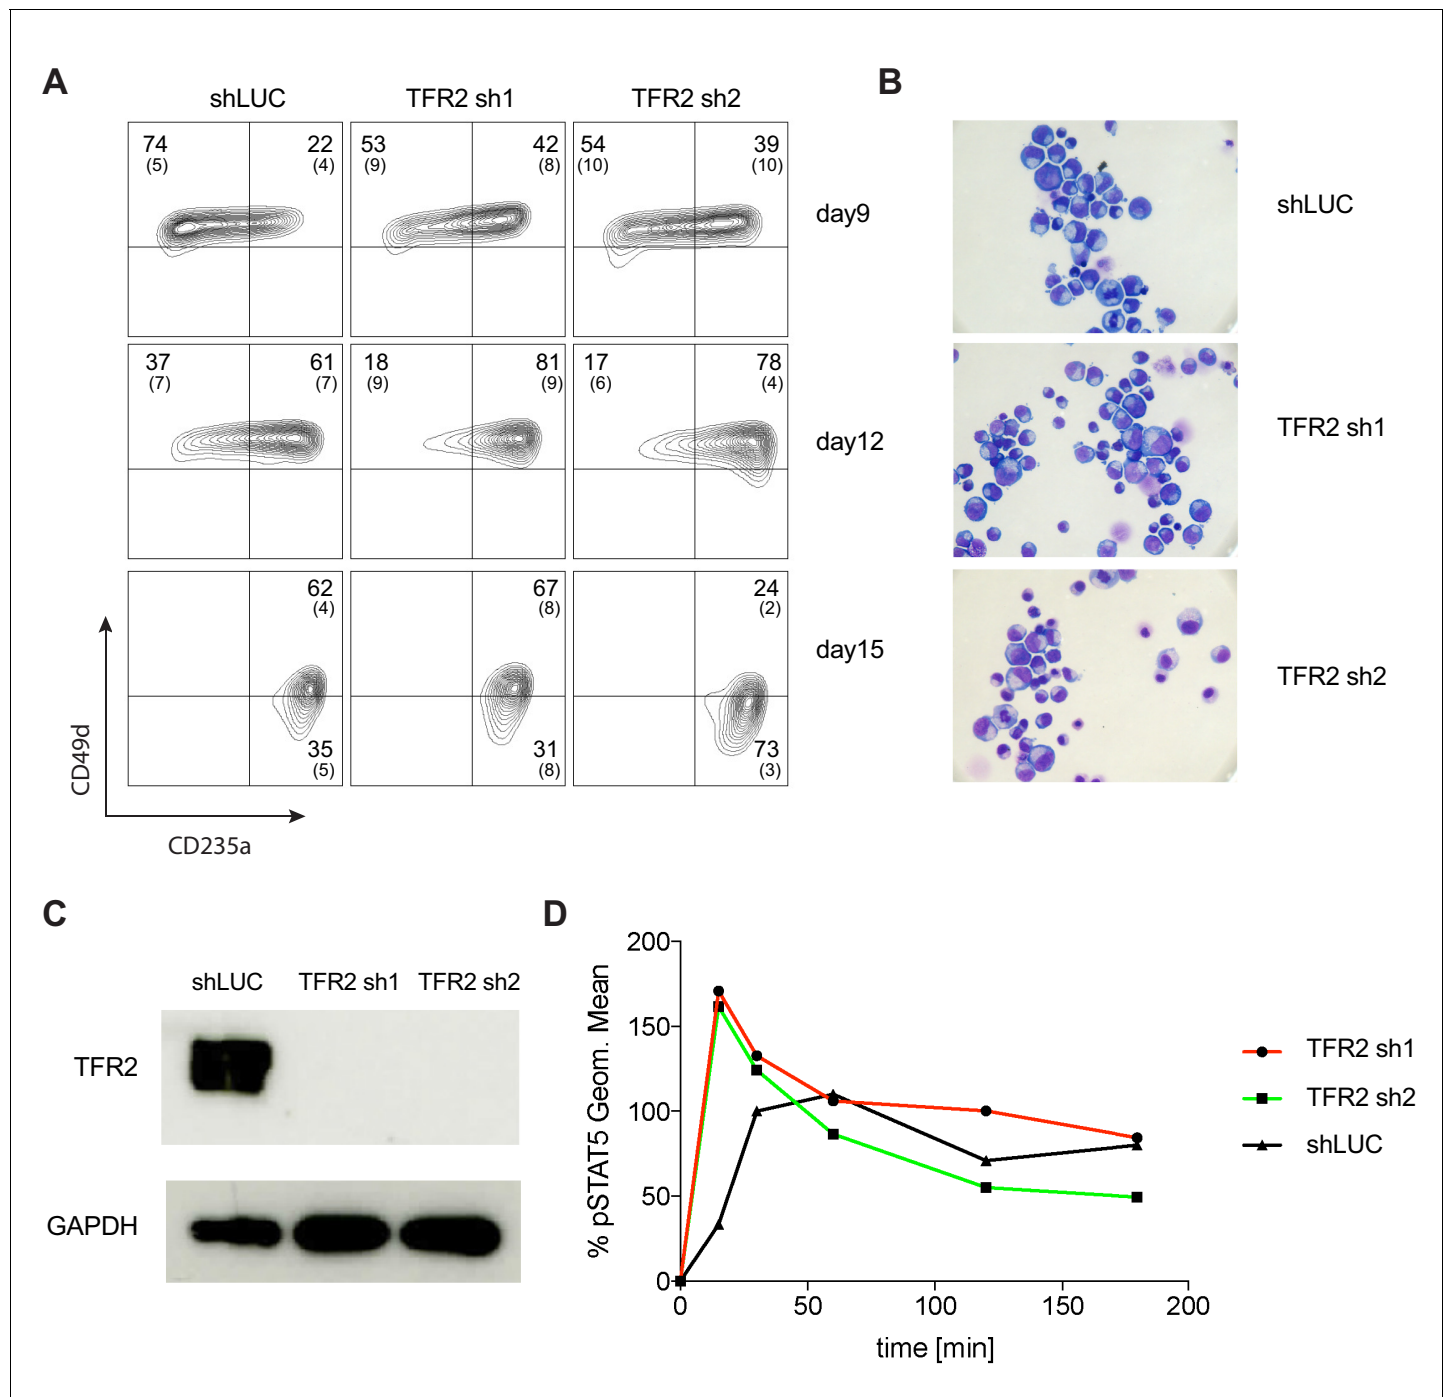 A
shLUC
TFR2 sh1
TFR2 sh2
74
(5)
22
(4)
53
(9)
42
(8)
54
(10)
39
(10)
day9
37
(7)
61
(7)
18
(9)
81
(9)
17
(6)
78
(4)
day12
62
(4)
35
(5)
67
(8)
31
(8)
24
(2)
73
(3)
day15
CD49d
CD235a
B
shLUC
TFR2 sh1
TFR2 sh2
C
shLUC
TFR2 sh1
TFR2 sh2
TFR2
GAPDH
D
% pSTAT5 Geom. Mean
200
150
100
50
0
0
50
100
150
200
time [min]
TFR2 sh1
TFR2 sh2
shLUC